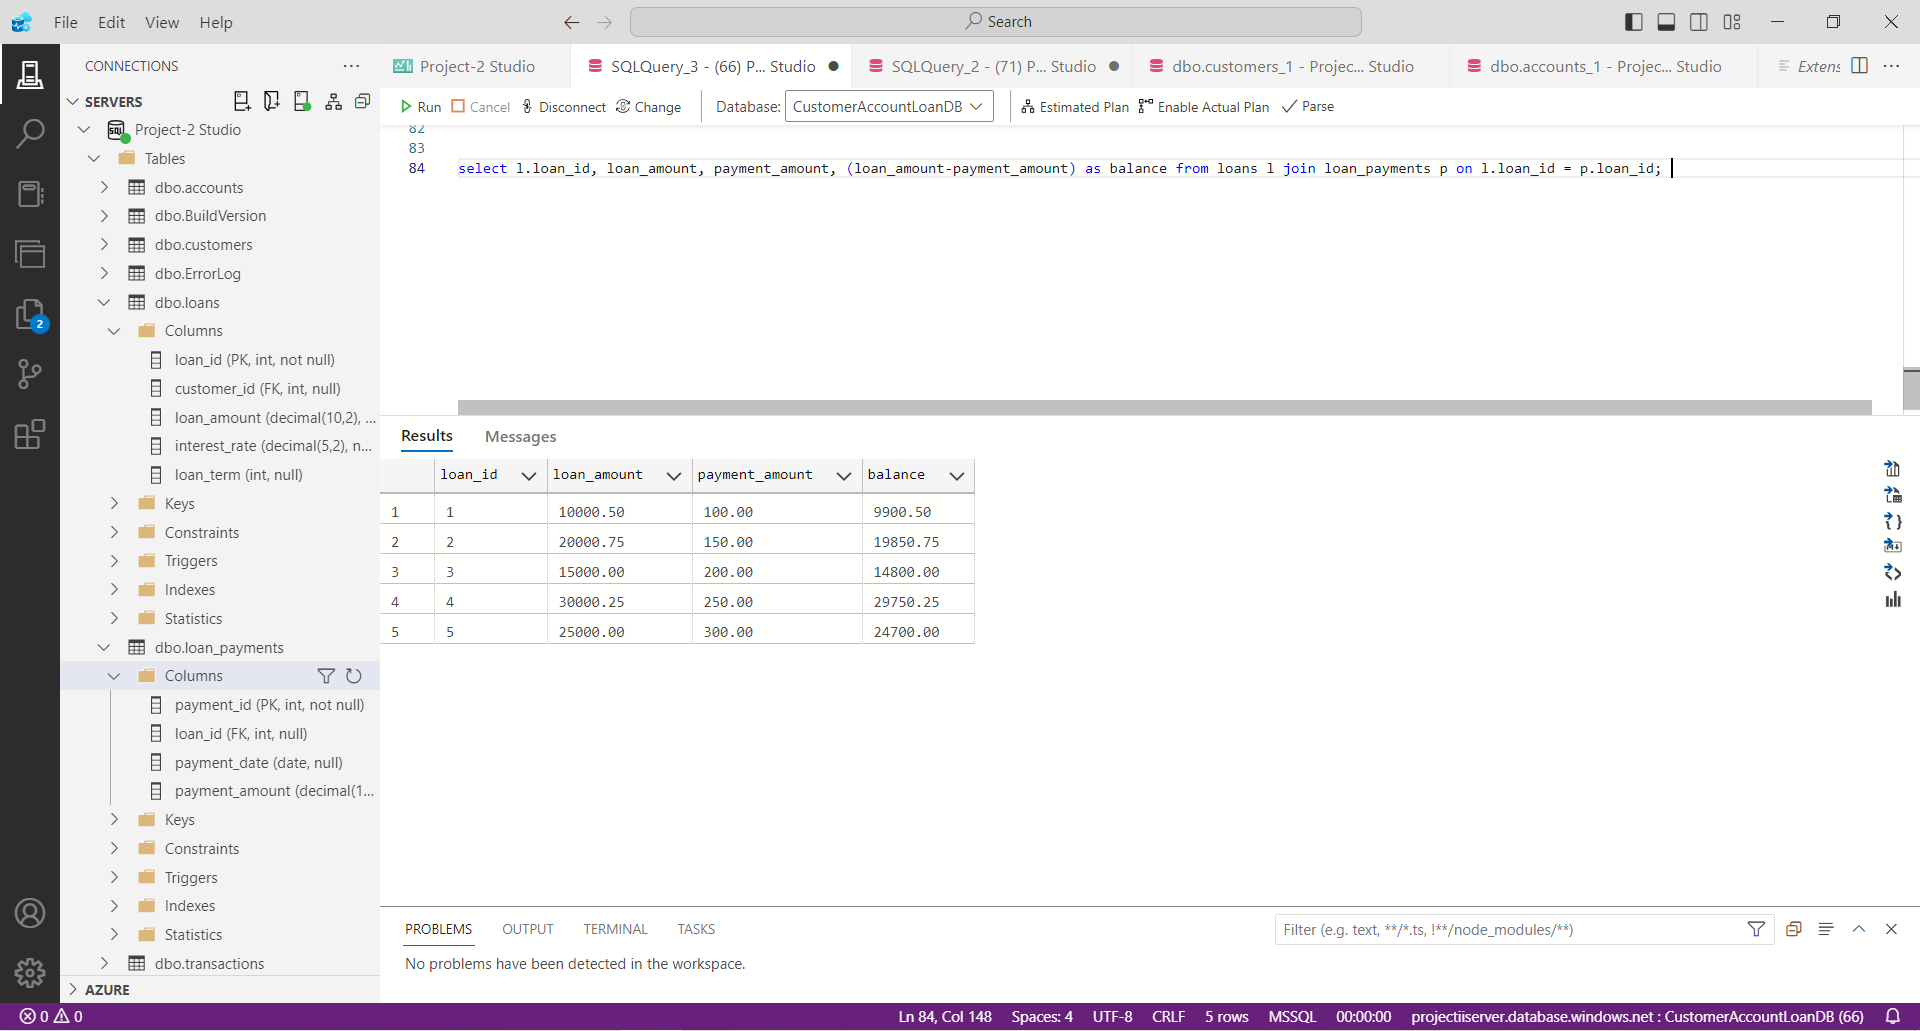 File Edit View Help
Search
CONNECTIONS
SERVERS
Project-2 Studio
Tables
dbo.accounts
dbo.BuildVersion
dbo.customers
dbo.ErrorLog
dbo.loans
Columns
loan_id (PK, int, not null)
customer_id (FK, int, null)
loan_amount (decimal(10,2), ...
interest_rate (decimal(5,2), n...
loan_term (int, null)
Keys
Constraints
Triggers
Indexes
Statistics
dbo.loan_payments
Columns
payment_id (PK, int, not null)
loan_id (FK, int, null)
payment_date (date, null)
payment_amount (decimal(1...
Keys
Constraints
Triggers
Indexes
Statistics
dbo.transactions
AZURE
2
Project-2 Studio SQLQuery_3 - (66) P... Studio SQLQuery_2 - (71) P... Studio dbo.customers_1 - Projec... Studio dbo.accounts_1 - Projec... Studio Extens
Run Cancel Disconnect Change Database: CustomerAccountLoanDB Estimated Plan Enable Actual Plan Parse
82
83
84 select l.loan_id, loan_amount, payment_amount, (loan_amount-payment_amount) as balance from loans l join loan_payments p on l.loan_id = p.loan_id;
Results Messages
loan_id loan_amount payment_amount balance
1 1 10000.50 100.00 9900.50
2 2 20000.75 150.00 19850.75
3 3 15000.00 200.00 14800.00
4 4 30000.25 250.00 29750.25
5 5 25000.00 300.00 24700.00
PROBLEMS OUTPUT TERMINAL TASKS
Filter (e.g. text, **/*.ts, !**/node_modules/**)
No problems have been detected in the workspace.
0 0 Ln 84, Col 148 Spaces: 4 UTF-8 CRLF 5 rows MSSQL 00:00:00 projectiiserver.database.windows.net : CustomerAccountLoanDB (66)